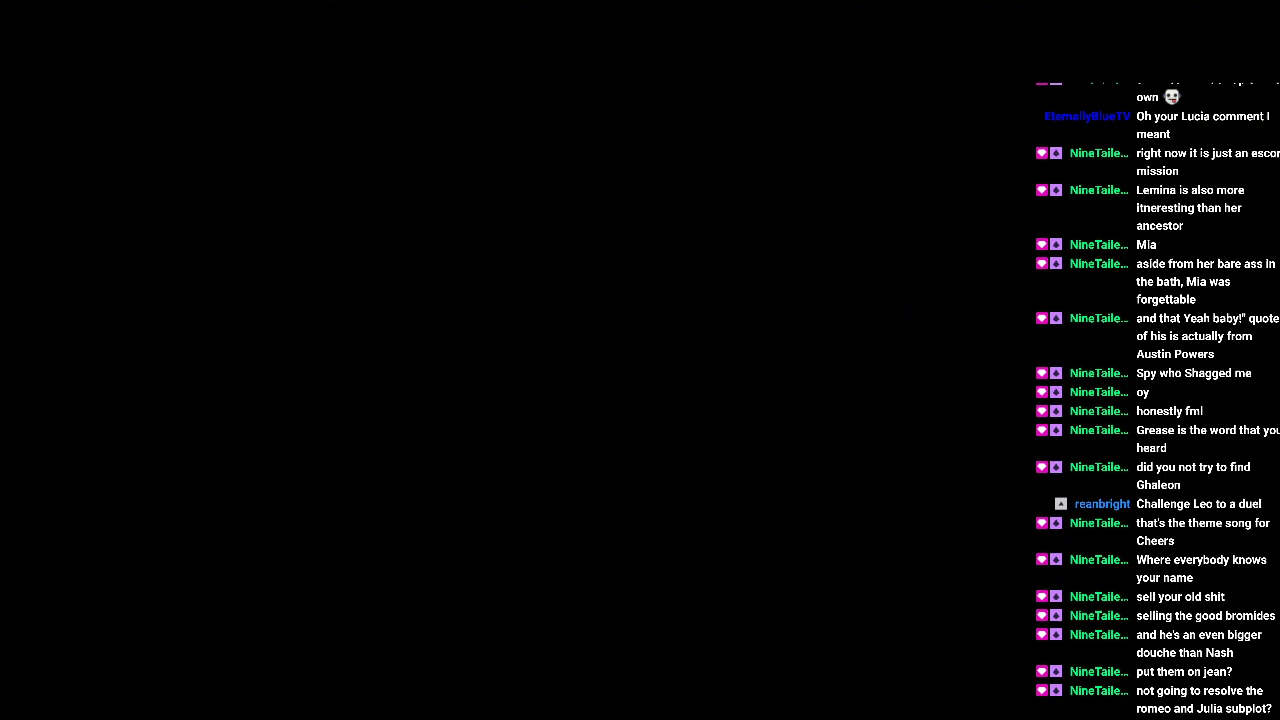 own
EternallyBlueTV Oh your Lucia comment I
meant
NineTaile... right now it is just an escor
mission
NineTaile... Lemina is also more
itneresting than her
ancestor
NineTaile... Mia
NineTaile... aside from her bare ass in
the bath, Mia was
forgettable
NineTaile... and that Yeah baby!" quote
of his is actually from
Austin Powers
NineTaile... Spy who Shagged me
NineTaile... oy
NineTaile... honestly fml
NineTaile... Grease is the word that you
heard
NineTaile... did you not try to find
Ghaleon
reanbright Challenge Leo to a duel
NineTaile... that's the theme song for
Cheers
NineTaile... Where everybody knows
your name
NineTaile... sell your old shit
NineTaile... selling the good bromides
NineTaile... and he's an even bigger
douche than Nash
NineTaile... put them on jean?
NineTaile... not going to resolve the
romeo and Julia subplot?